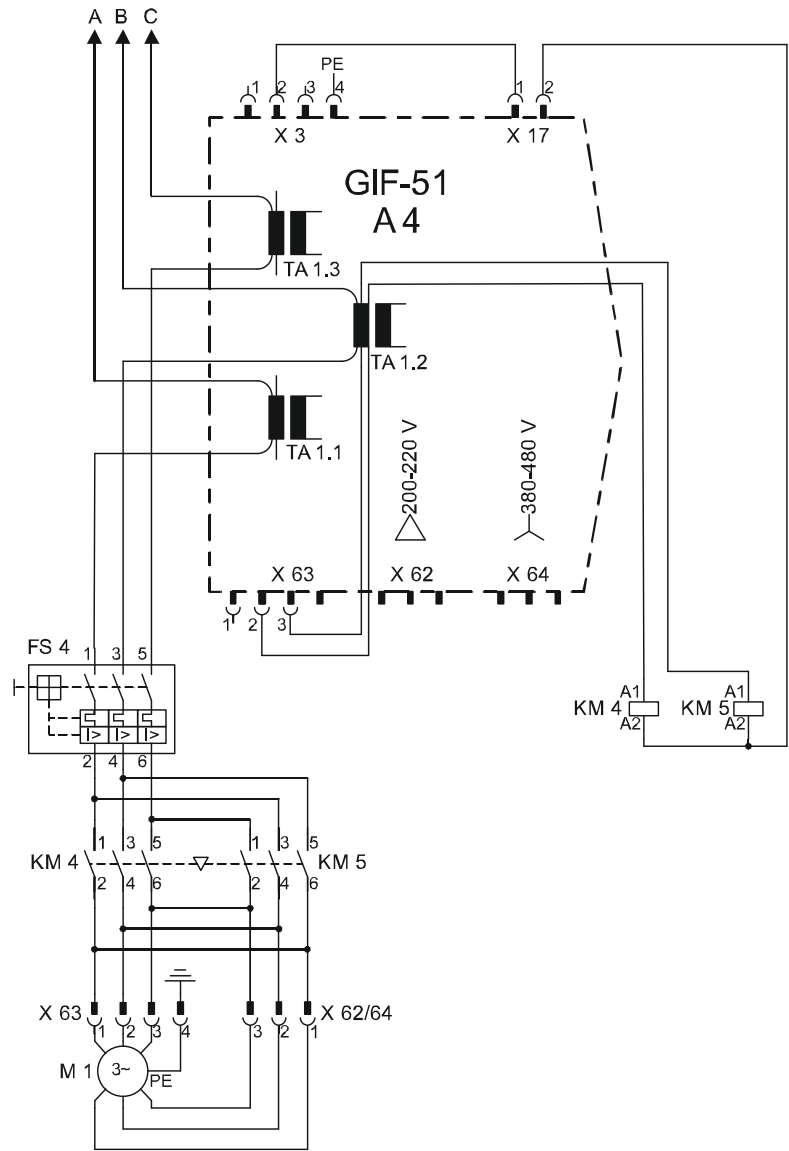 A B C
PE
1 2 3 4 1 2
X 3 X 17
GIF-51
A 4
TA 1.3
TA 1.2
TA 1.1
200-220 V 380-480 V
X 63 X 62 X 64
1 2 3
FS 4 1 3 5
I> I> I>
2 4 6
KM 4 A1 A2
KM 5 A1 A2
1 3 5 1 3 5
KM 4 KM 5
2 4 6 2 4 6
X 63 X 62/64
1 2 3 4 3 2 1
M 1 3~ PE